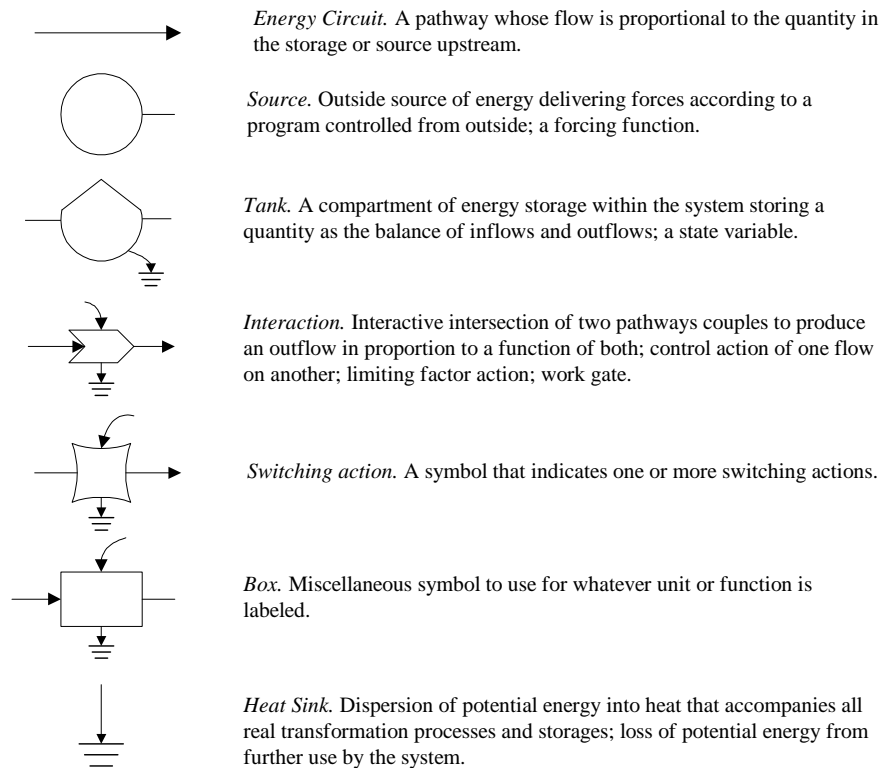 Energy Circuit. A pathway whose flow is proportional to the quantity in
the storage or source upstream.
Source. Outside source of energy delivering forces according to a
program controlled from outside; a forcing function.
Tank. A compartment of energy storage within the system storing a
quantity as the balance of inflows and outflows; a state variable.
Interaction. Interactive intersection of two pathways couples to produce
an outflow in proportion to a function of both; control action of one flow
on another; limiting factor action; work gate.
Switching action. A symbol that indicates one or more switching actions.
Box. Miscellaneous symbol to use for whatever unit or function is
labeled.
Heat Sink. Dispersion of potential energy into heat that accompanies all
real transformation processes and storages; loss of potential energy from
further use by the system.